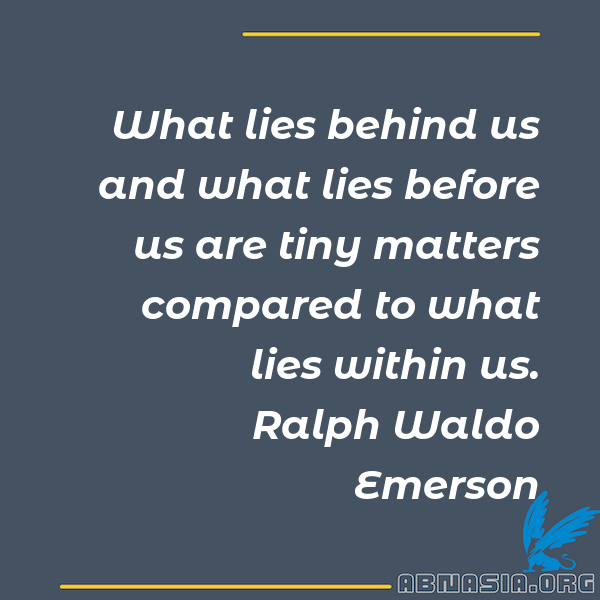 What lies behind us
and what lies before
us are tiny matters
compared to what
lies within us.
Ralph Waldo
Emerson
ABNASIA.ORG